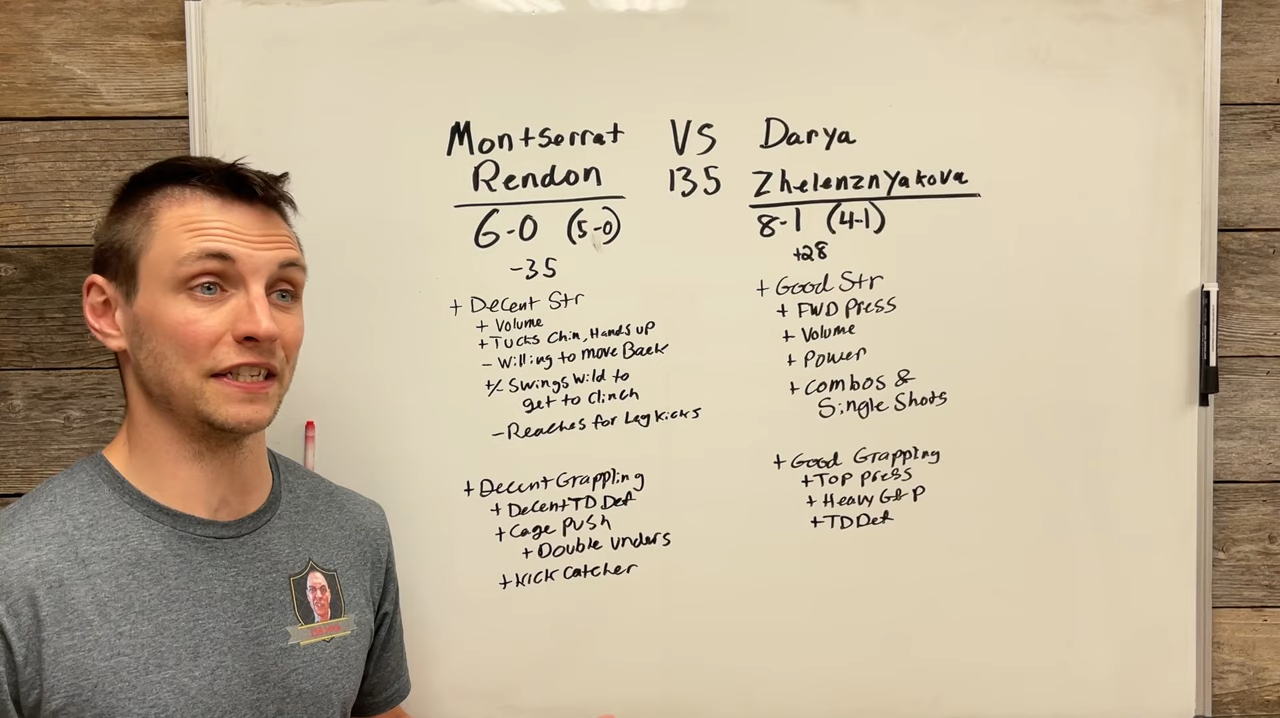 Montserrat VS Darya
Rendon 135 Zhelenznyakova
6-0 (5-0)
-35
+ Decent Str
+ Volume
+ Tucks Chin, Hands up
- Willing to move Back
+/- Swings Wild to
get to Clinch
- Reaches for Leg Kicks
+ Decent Grappling
+ Decent TD Def
+ Cage Push
+ Double Unders
+ Kick Catcher
8-1 (4-1)
+28
+ Good Str
+ FWD Press
+ Volume
+ Power
+ Combos &
Single Shots
+ Good Grappling
+ Top Press
+ Heavy G&P
+ TD Def